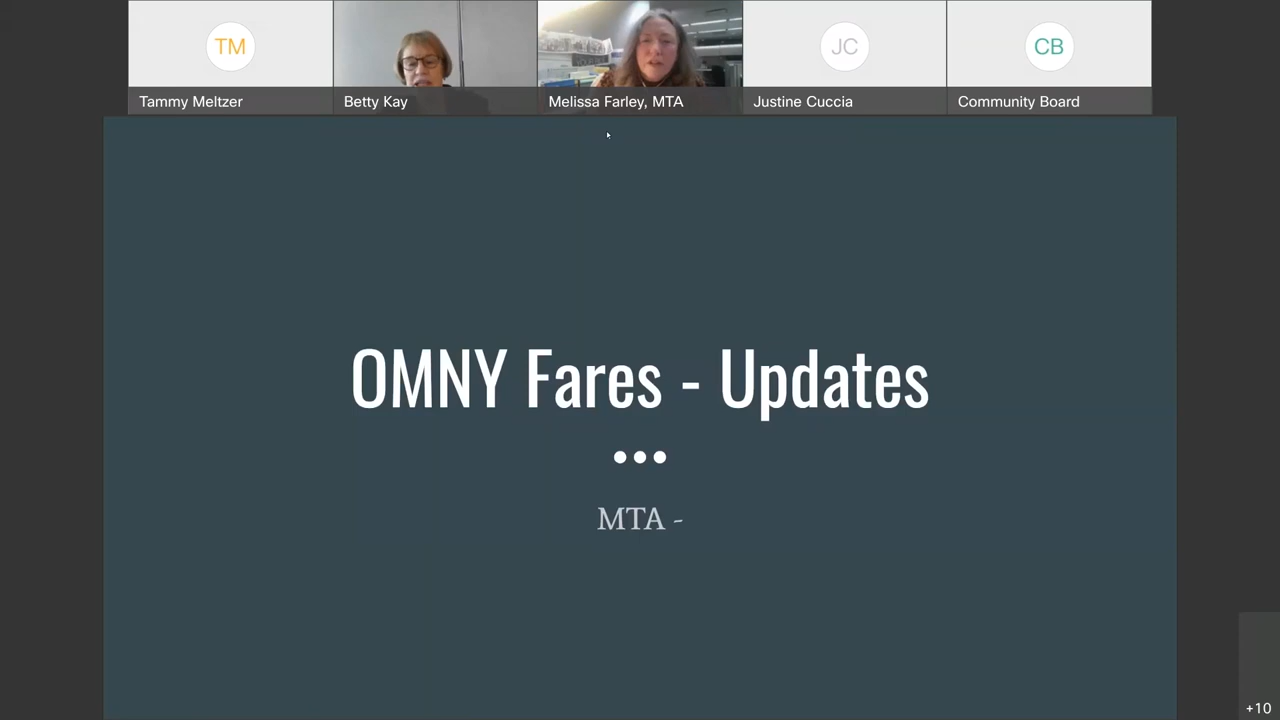 TM
JC
CB
Tammy Meltzer
Betty Kay
Melissa Farley, MTA
Justine Cuccia
Community Board
OMNY Fares - Updates
MTA -
+10